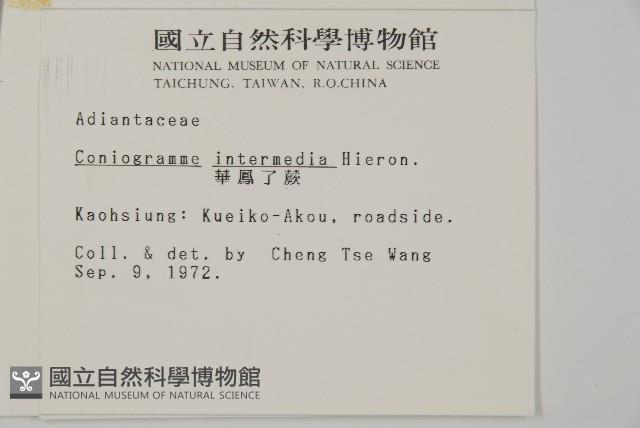 國立自然科學博物館
NATIONAL MUSEUM OF NATURAL SCIENCE
TAICHUNG, TAIWAN, R.O.CHINA
Adiantaceae
Coniogramme intermedia Hieron.
華鳳了蕨
Kaohsiung: Kueiko-Akou, roadside.
Coll. & det. by Cheng Tse Wang
Sep. 9, 1972.
國立自然科學博物館
NATIONAL MUSEUM OF NATURAL SCIENCE